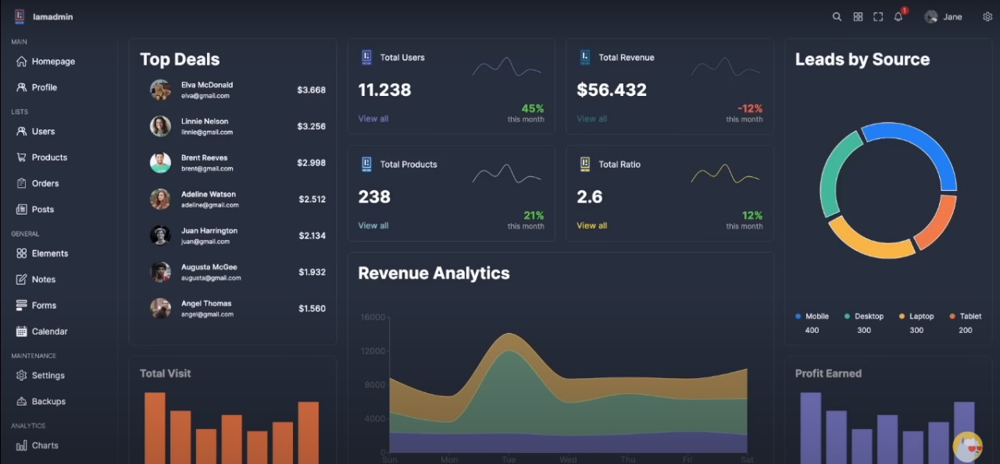 lamadmin
1
Jane
MAIN
Homepage
Profile
LISTS
Users
Products
Orders
Posts
GENERAL
Elements
Notes
Forms
Calendar
MAINTENANCE
Settings
Backups
ANALYTICS
Charts
Top Deals
Elva McDonald
elva@gmail.com
$3.668
Linnie Nelson
linnie@gmail.com
$3.256
Brent Reeves
brent@gmail.com
$2.998
Adeline Watson
adeline@gmail.com
$2.512
Juan Harrington
juan@gmail.com
$2.134
Augusta McGee
augusta@gmail.com
$1.932
Angel Thomas
angel@gmail.com
$1.560
Total Visit
Total Users
11.238
View all
45%
this month
Total Revenue
$56.432
View all
-12%
this month
Total Products
238
View all
21%
this month
Total Ratio
2.6
View all
12%
this month
Revenue Analytics
16000
12000
8000
4000
0
Sun Mon Tue Wed Thu Fri Sat
Leads by Source
Mobile Desktop Laptop Tablet
400 300 300 200
Profit Earned